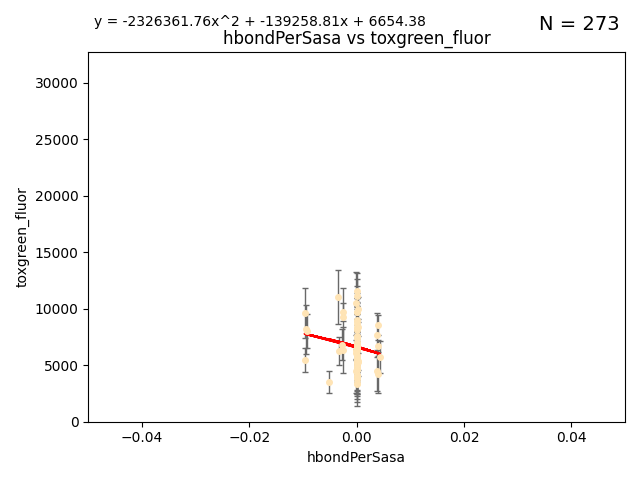 y = -2326361.76x^2 + -139258.81x + 6654.38
N = 273
hbondPerSasa vs toxgreen_fluor
toxgreen_fluor
30000
25000
20000
15000
10000
5000
0
−0.04
−0.02
0.00
0.02
0.04
hbondPerSasa